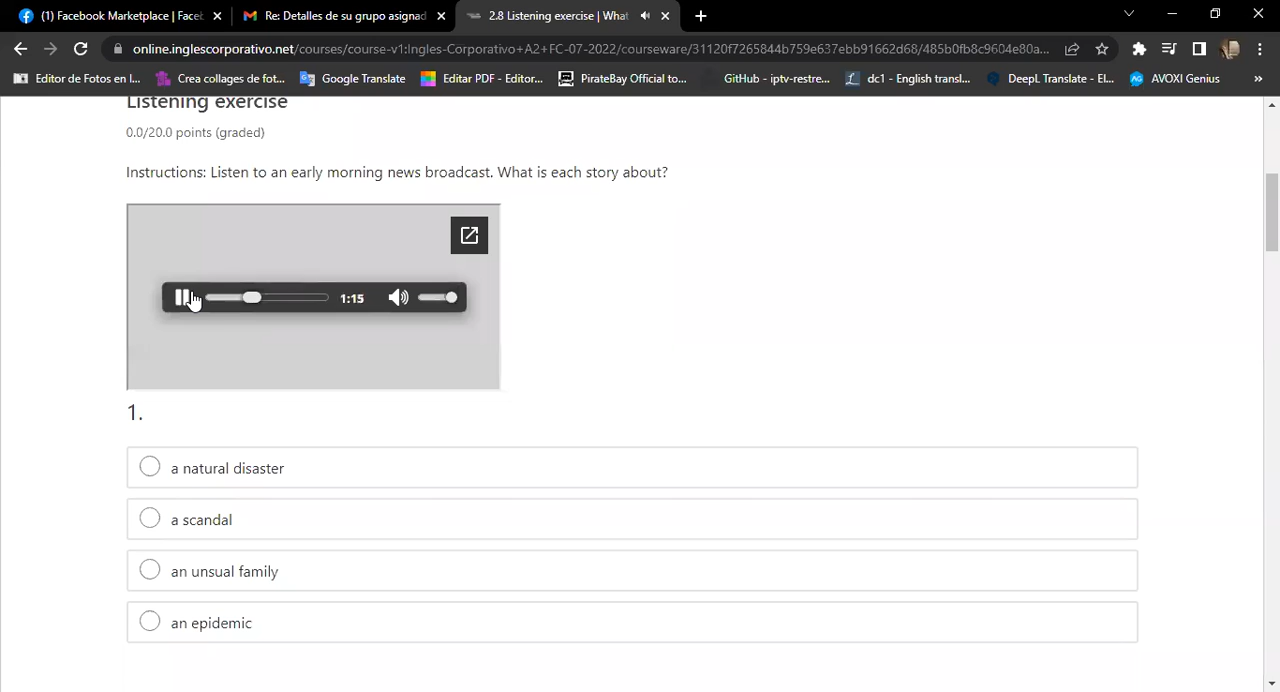 (1) Facebook Marketplace | Faceb
Re: Detalles de su grupo asignad
2.8 Listening exercise | What
online.inglescorporativo.net/courses/course-v1:Ingles-Corporativo+A2+FC-07-2022/courseware/31120f7265844b759e637ebb91662d68/485b0fb8c9604e80a...
Editor de Fotos en l...
Crea collages de fot...
Google Translate
Editar PDF - Editor...
PirateBay Official to...
GitHub - iptv-restre...
dc1 - English transl...
DeepL Translate - El...
AVOXI Genius
»
Listening exercise
0.0/20.0 points (graded)
Instructions: Listen to an early morning news broadcast. What is each story about?
1:15
1.
a natural disaster
a scandal
an unsual family
an epidemic